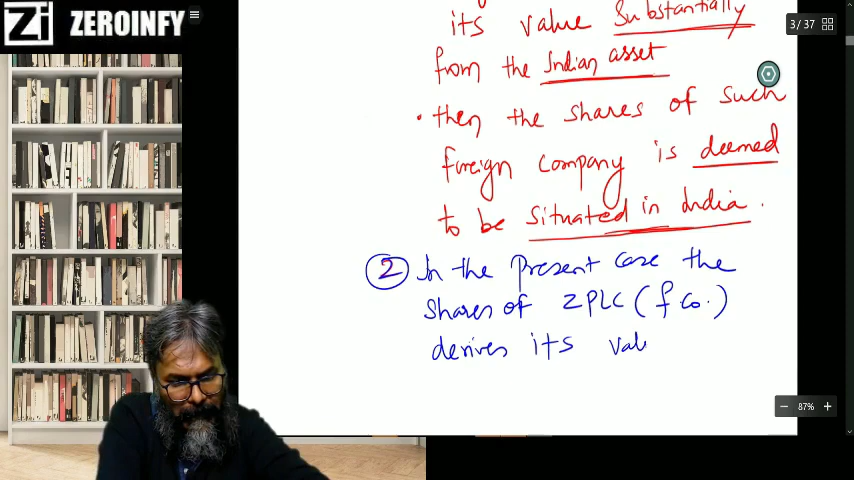 Zi ZEROINFY
3 / 37
its value Substantially
from the Indian asset
• then the shares of such
foreign company is deemed
to be situated in India.
2 In the present case the
shares of ZPLC (f co.)
derives its val
87%